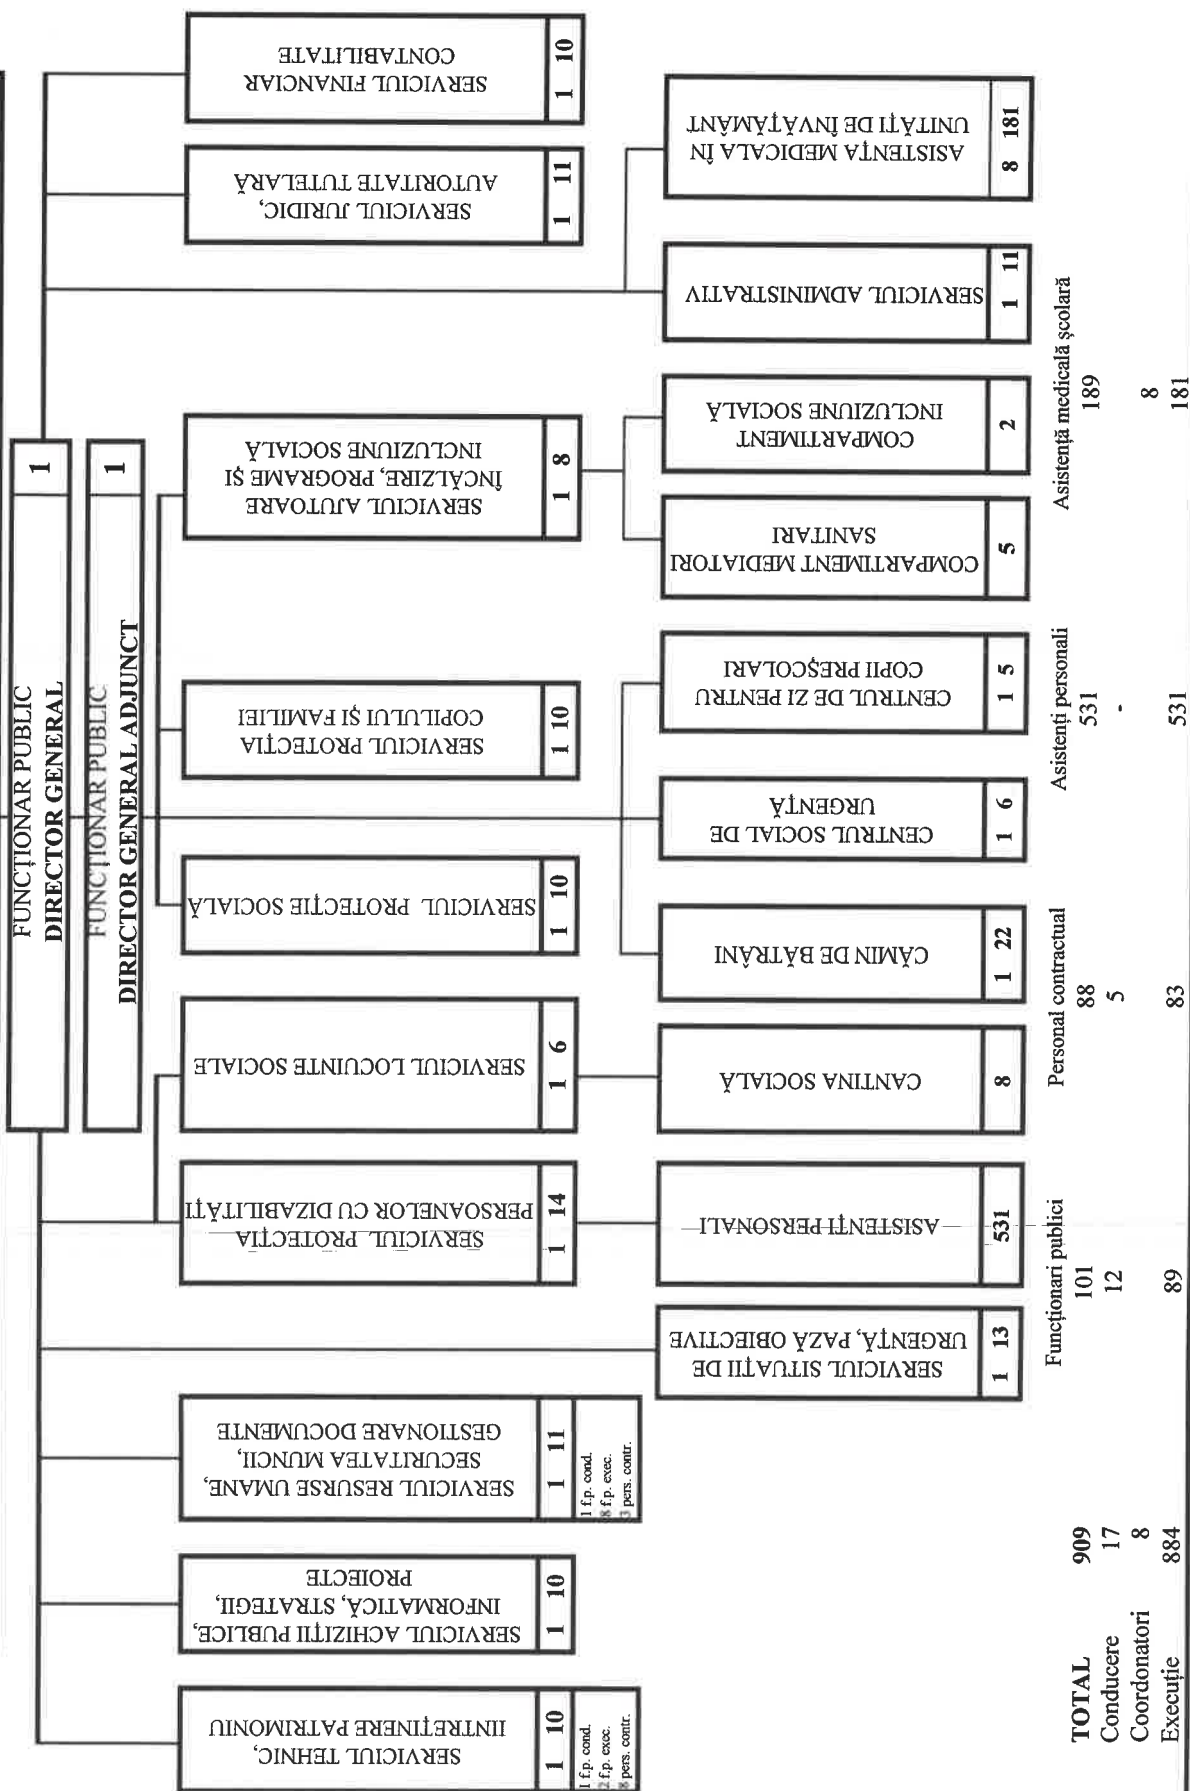 FUNCȚIONAR PUBLIC
DIRECTOR GENERAL
1
FUNCȚIONAR PUBLIC
DIRECTOR GENERAL ADJUNCT
1
SERVICIUL TEHNIC,
IINTREȚINERE PATRIMONIU
1 10
1 f.p. cond.
2 f.p. exec.
8 pers. contr.
SERVICIUL ACHIZIȚII PUBLICE,
INFORMATICĂ, STRATEGII,
PROIECTE
1 10
SERVICIUL RESURSE UMANE,
SECURITATEA MUNCII,
GESTIONARE DOCUMENTE
1 11
1 f.p. cond.
8 f.p. exec.
3 pers. contr.
SERVICIUL PROTECȚIA
PERSOANELOR CU DIZABILITĂȚI
1 14
SERVICIUL LOCUINTE SOCIALE
1 6
SERVICIUL PROTECȚIE SOCIALĂ
1 10
SERVICIUL PROTECȚIA
COPILULUI ȘI FAMILIEI
1 10
SERVICIUL AJUTOARE
ÎNCĂLZIRE, PROGRAME ȘI
INCLUZIUNE SOCIALĂ
1 8
SERVICIUL JURIDIC,
AUTORITATE TUTELARĂ
1 11
SERVICIUL FINANCIAR
CONTABILITATE
1 10
SERVICIUL SITUAȚII DE
URGENȚĂ, PAZĂ OBIECTIVE
1 13
ASISTENȚI PERSONALI
531
CANTINA SOCIALĂ
8
CĂMIN DE BĂTRÂNI
1 22
CENTRUL SOCIAL DE
URGENȚĂ
1 6
CENTRUL DE ZI PENTRU
COPII PREȘCOLARI
1 5
COMPARTIMENT MEDIATORI
SANITARI
5
COMPARTIMENT
INCLUZIUNE SOCIALĂ
2
SERVICIUL ADMINISTRATIV
1 11
ASISTENȚA MEDICALA ÎN
UNITĂȚI DE ÎNVĂȚĂMÂNT
8 181
Funcționari publici Personal contractual Asistenți personali Asistență medicală școlară
TOTAL 909 101 88 531 189
Conducere 17 12 5 -
Coordonatori 8 8
Execuție 884 89 83 531 181